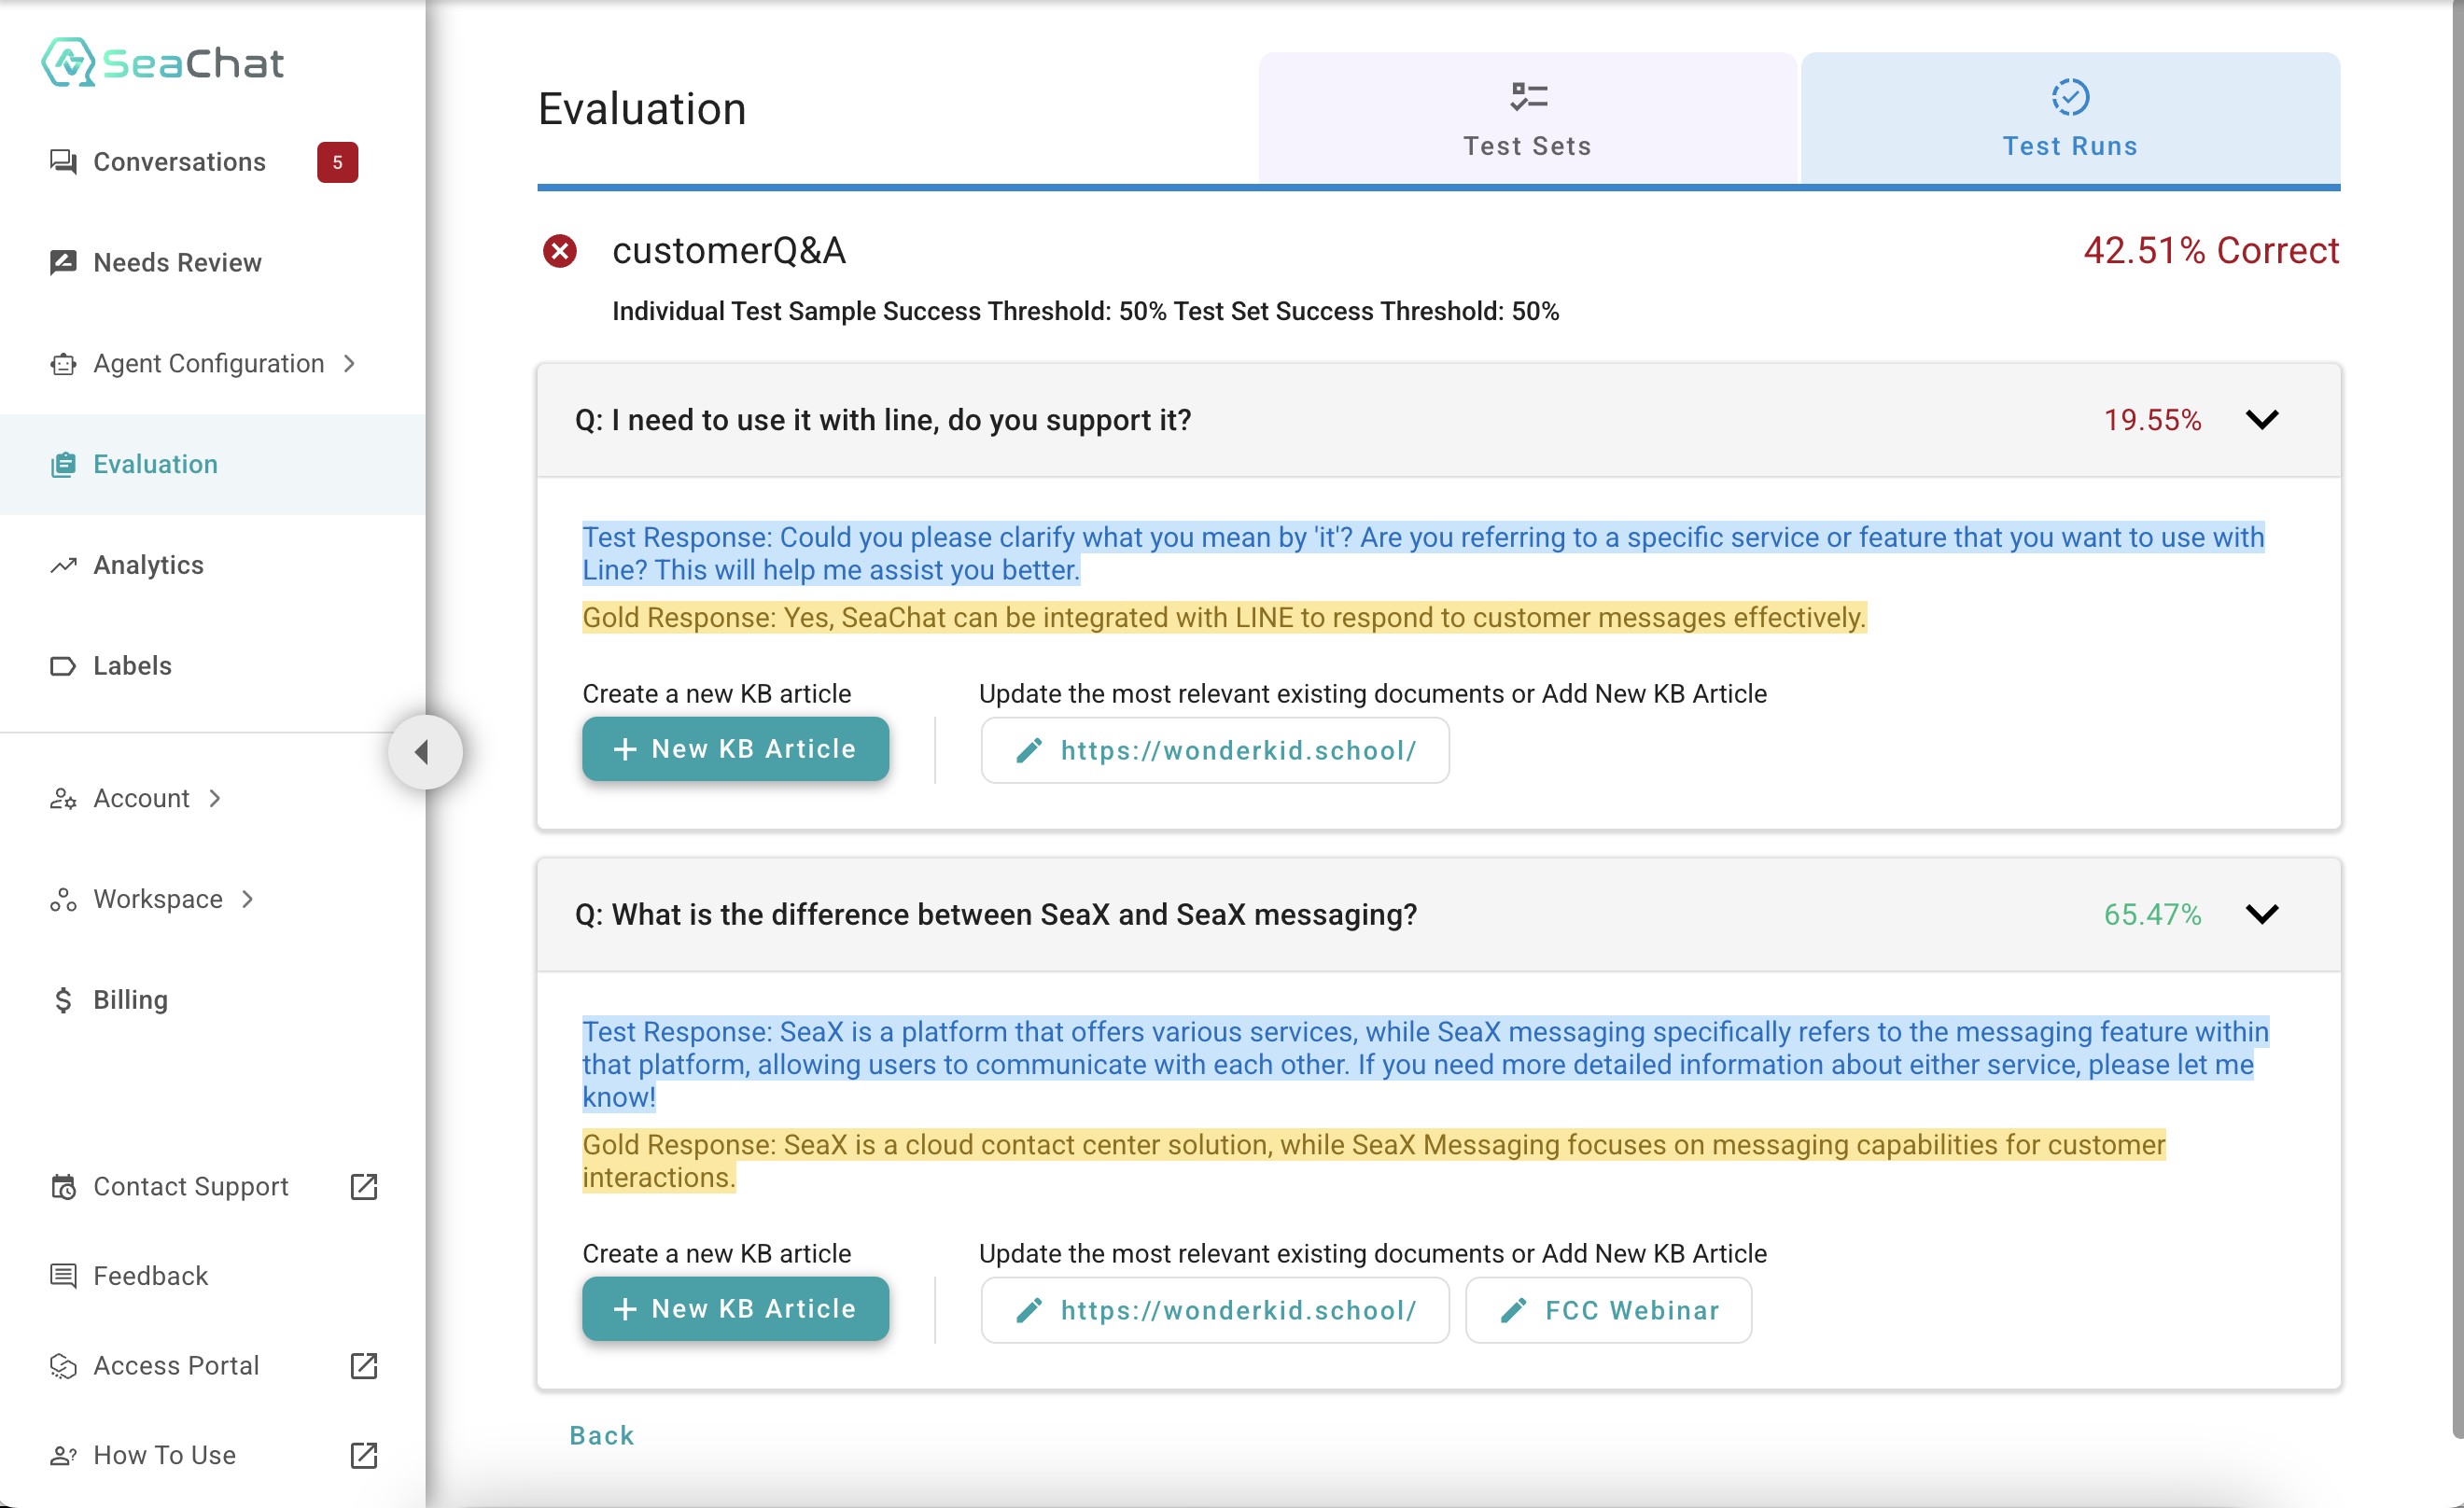 SeaChat
Conversations 5
Needs Review
Agent Configuration
Evaluation
Analytics
Labels
Account
Workspace
Billing
Contact Support
Feedback
Access Portal
How To Use
Evaluation
Test Sets
Test Runs
customerQ&A
42.51% Correct
Individual Test Sample Success Threshold: 50% Test Set Success Threshold: 50%
Q: I need to use it with line, do you support it?
19.55%
Test Response: Could you please clarify what you mean by 'it'? Are you referring to a specific service or feature that you want to use with
Line? This will help me assist you better.
Gold Response: Yes, SeaChat can be integrated with LINE to respond to customer messages effectively.
Create a new KB article
+ New KB Article
Update the most relevant existing documents or Add New KB Article
https://wonderkid.school/
Q: What is the difference between SeaX and SeaX messaging?
65.47%
Test Response: SeaX is a platform that offers various services, while SeaX messaging specifically refers to the messaging feature within
that platform, allowing users to communicate with each other. If you need more detailed information about either service, please let me
know!
Gold Response: SeaX is a cloud contact center solution, while SeaX Messaging focuses on messaging capabilities for customer
interactions.
Create a new KB article
+ New KB Article
Update the most relevant existing documents or Add New KB Article
https://wonderkid.school/
FCC Webinar
Back